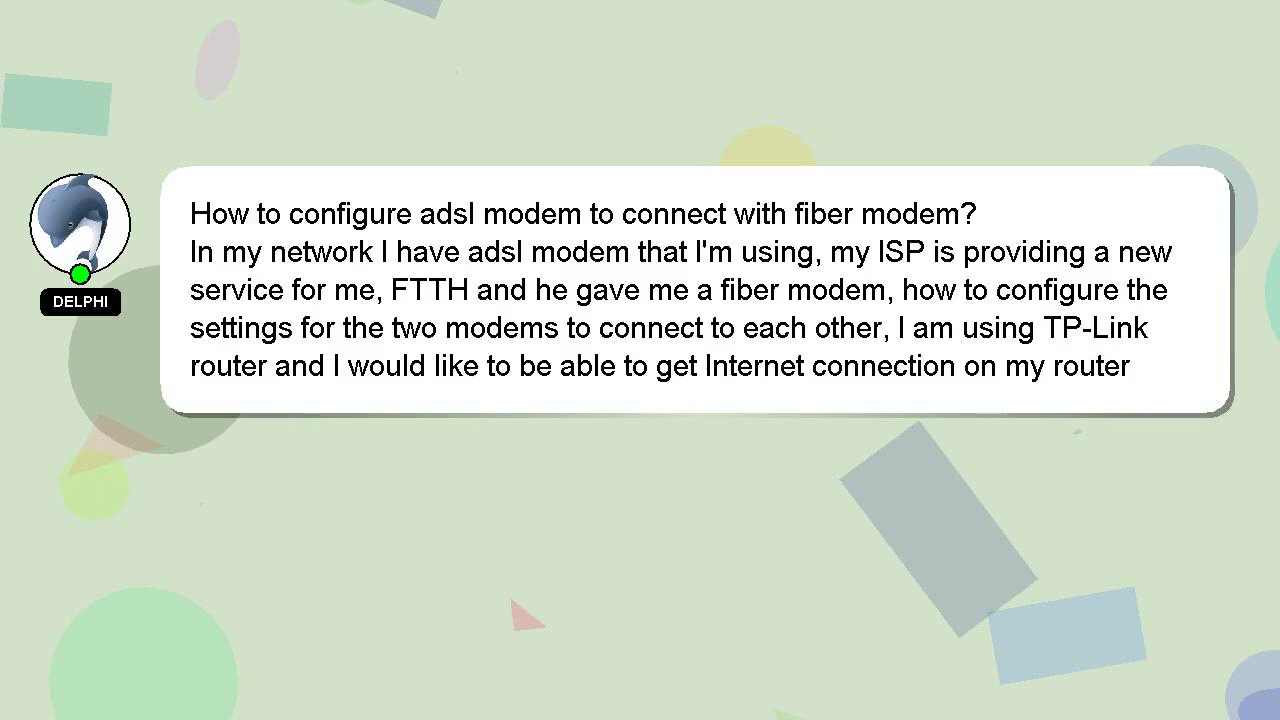 How to configure adsl modem to connect with fiber modem?
In my network I have adsl modem that I'm using, my ISP is providing a new
service for me, FTTH and he gave me a fiber modem, how to configure the
settings for the two modems to connect to each other, I am using TP-Link
router and I would like to be able to get Internet connection on my router
DELPHI